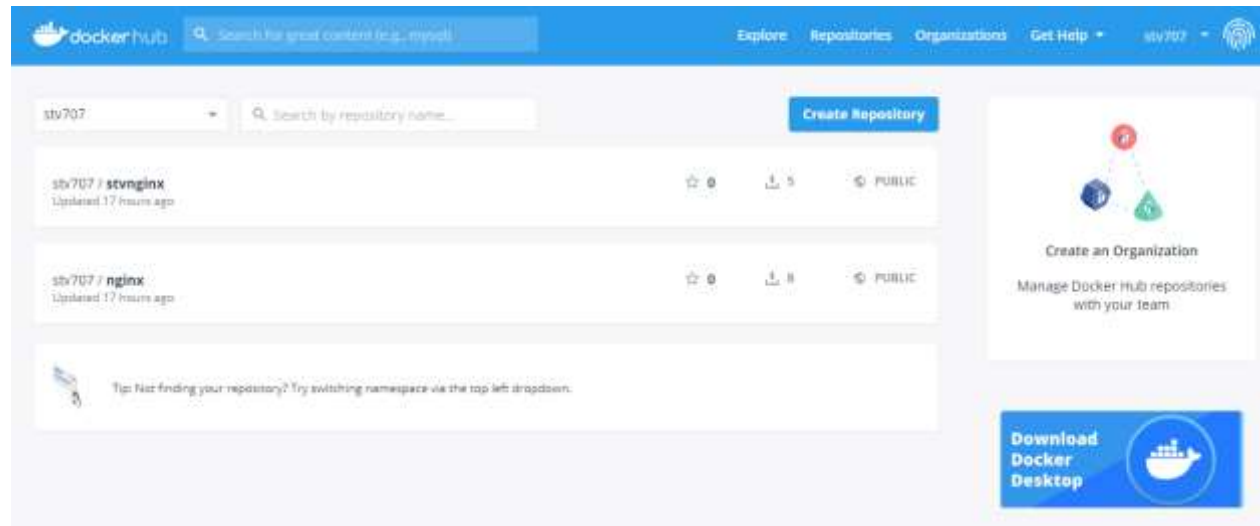 dockerhub
Search for great content (e.g., mysql)
Explore
Repositories
Organizations
Get Help
stv707
stv707
Search by repository name...
Create Repository
stv707 / stvnginx
Updated 17 hours ago
0
5
PUBLIC
stv707 / nginx
Updated 17 hours ago
0
8
PUBLIC
Tip: Not finding your repository? Try switching namespace via the top left dropdown.
Create an Organization
Manage Docker Hub repositories
with your team
Download
Docker
Desktop